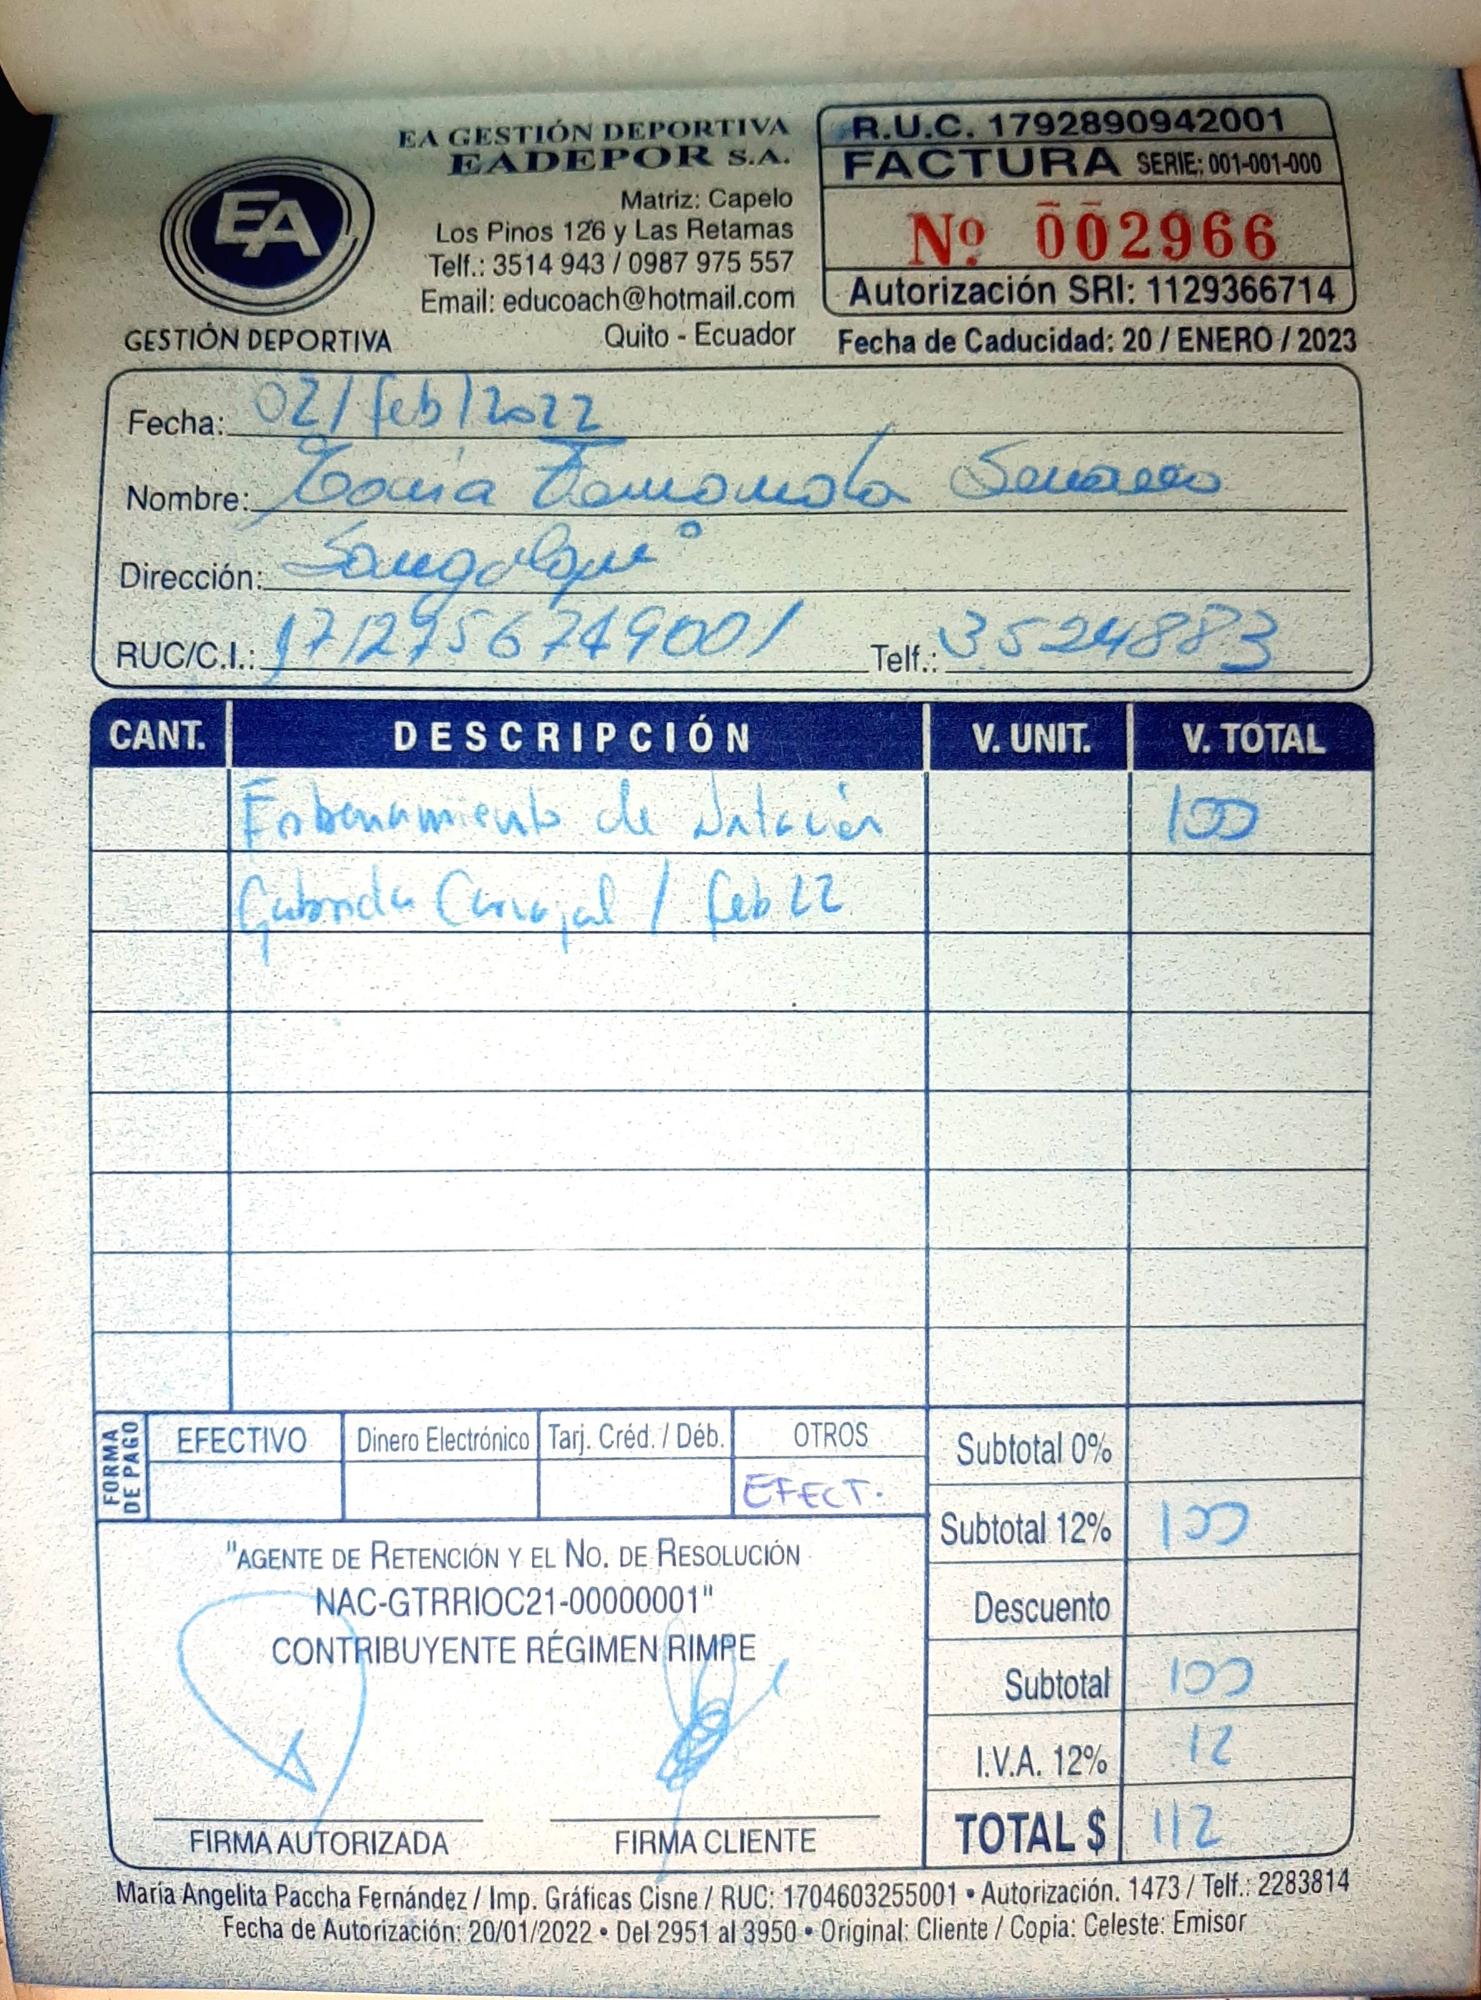 EA GESTIÓN DEPORTIVA
EADEPOR S.A.
Matriz: Capelo
Los Pinos 126 y Las Retamas
Telf.: 3514 943 / 0987 975 557
Email: educoach@hotmail.com
Quito - Ecuador
EA
GESTIÓN DEPORTIVA
R.U.C. 1792890942001
FACTURA SERIE: 001-001-000
Nº 002966
Autorización SRI: 1129366714
Fecha de Caducidad: 20 / ENERO / 2023
Fecha: 02/feb/2022
Nombre:
Dirección: Sangolquí
RUC/C.I.: 1712956749001 Telf.: 3524883
CANT. DESCRIPCIÓN V. UNIT. V. TOTAL
Entrenamiento de Natación 100
Gabriela Carvajal / feb 22
FORMA DE PAGO
EFECTIVO Dinero Electrónico Tarj. Créd. / Déb. OTROS
EFECT.
Subtotal 0%
Subtotal 12% 100
Descuento
Subtotal 100
I.V.A. 12% 12
TOTAL $ 112
"AGENTE DE RETENCIÓN Y EL NO. DE RESOLUCIÓN
NAC-GTRRIOC21-00000001"
CONTRIBUYENTE RÉGIMEN RIMPE
FIRMA AUTORIZADA FIRMA CLIENTE
María Angelita Paccha Fernández / Imp. Gráficas Cisne / RUC: 1704603255001 • Autorización. 1473 / Telf.: 2283814
Fecha de Autorización: 20/01/2022 • Del 2951 al 3950 • Original: Cliente / Copia: Celeste: Emisor